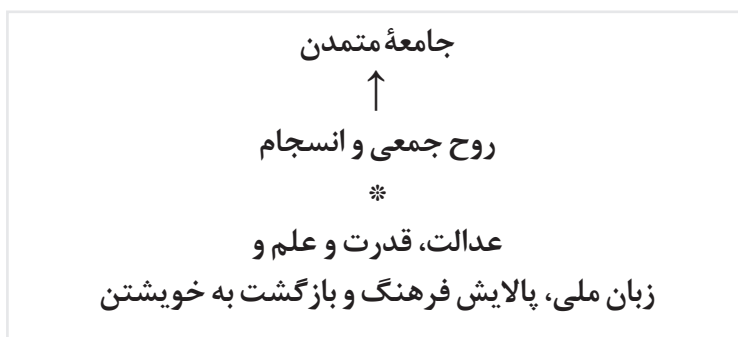 جامعهٔ متمدن
↑
روح جمعی و انسجام
*
عدالت، قدرت و علم و
زبان ملی، پالایش فرهنگ و بازگشت به خویشتن